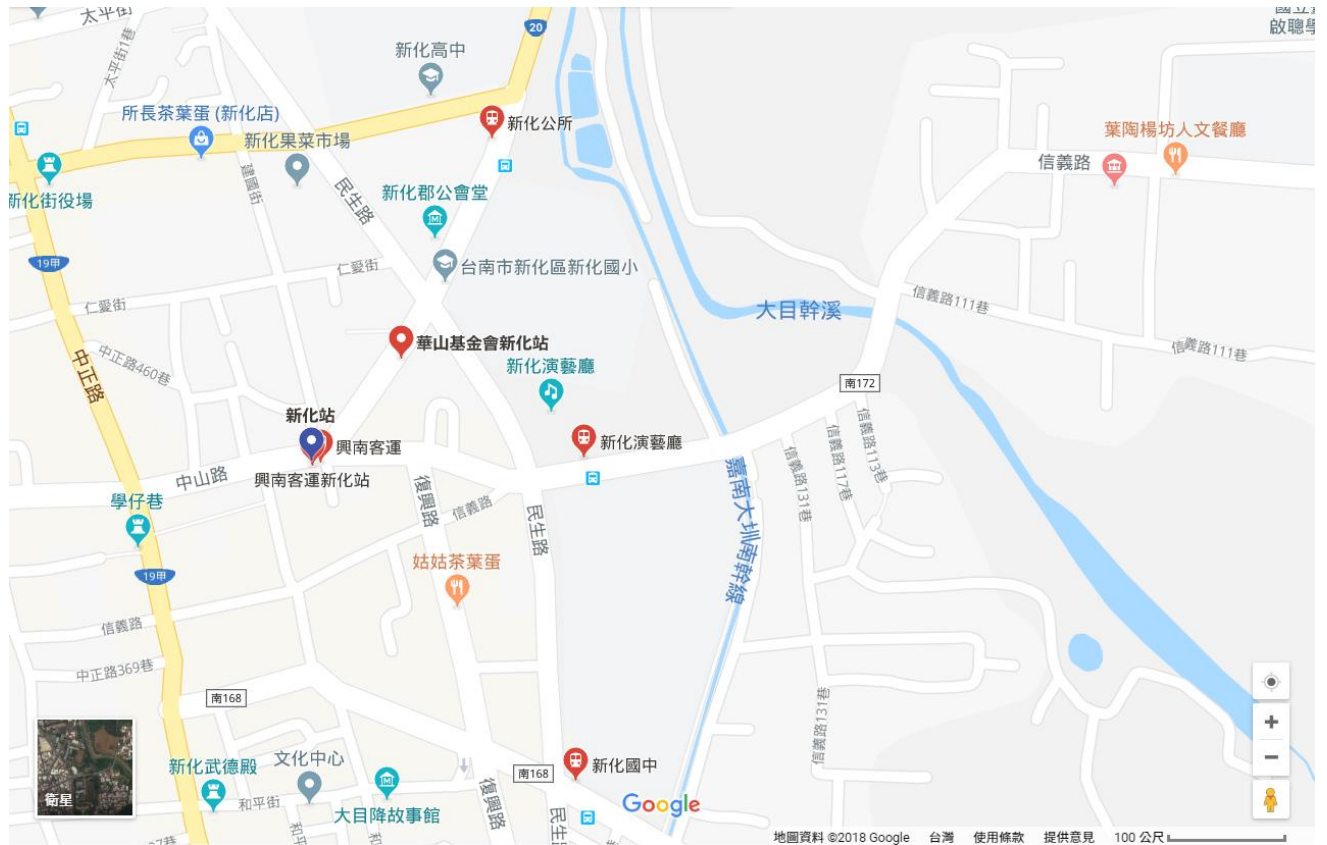 太平街
20
國立
啟聰學
新化高中
太平街1巷
所長茶葉蛋 (新化店)
新化公所
新化果菜市場
葉陶楊坊人文餐廳
信義路
建國街
民生路
新化街役場
新化郡公會堂
19甲
仁愛街
台南市新化區新化國小
仁愛街
大目幹溪
信義路111巷
中正路
中正路460巷
華山基金會新化站
信義路111巷
新化演藝廳
南172
新化站
興南客運
新化演藝廳
信義路113巷
信義路117巷
信義路131巷
中山路
興南客運新化站
復興路
信義路
民生路
嘉南大圳南幹線
學仔巷
19甲
姑姑茶葉蛋
信義路
中正路369巷
南168
信義路131巷
新化武德殿
文化中心
南168
新化國中
衛星
和平街
大目降故事館
復興路
民生
Google
和平
27巷
地圖資料 ©2018 Google
台灣
使用條款
提供意見
100 公尺